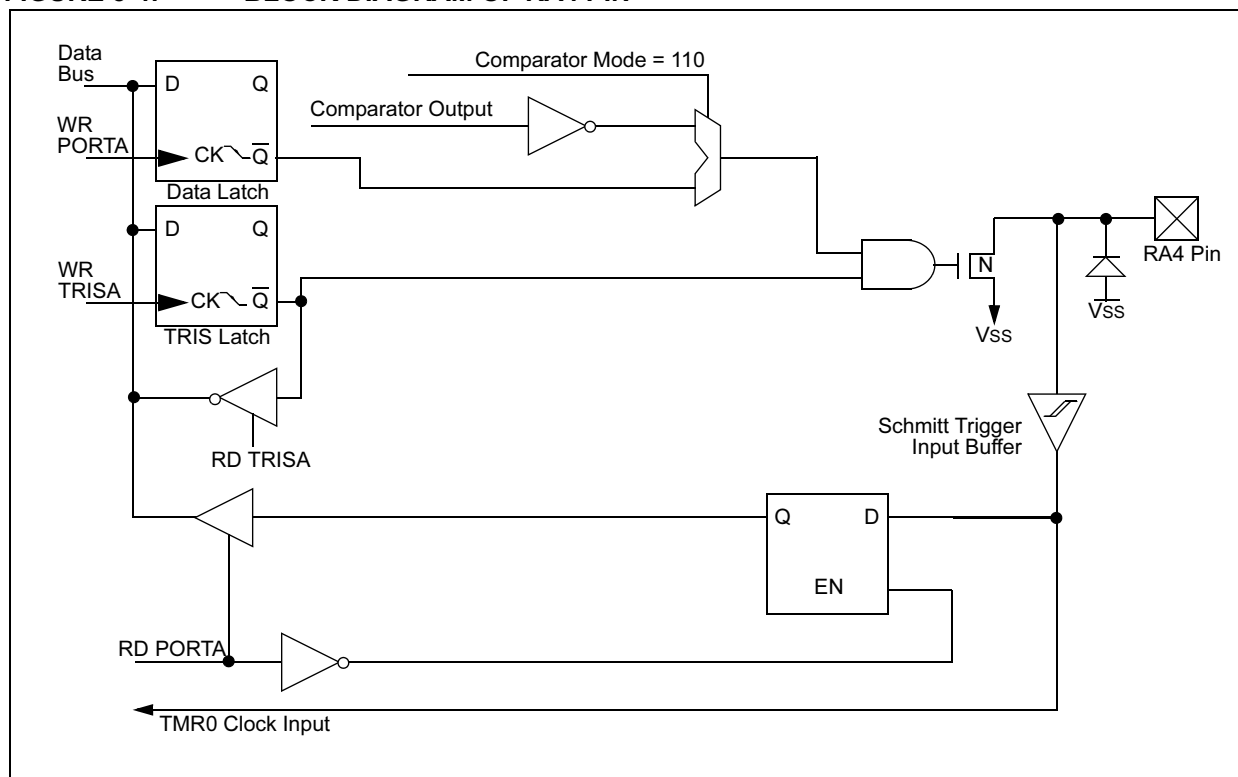 Data
Bus
D Q
WR
PORTA
CK Q
Data Latch
D Q
WR
TRISA
CK Q
TRIS Latch
RD TRISA
Comparator Mode = 110
Comparator Output
N
VSS
RA4 Pin
VSS
Schmitt Trigger
Input Buffer
Q D
EN
RD PORTA
TMR0 Clock Input